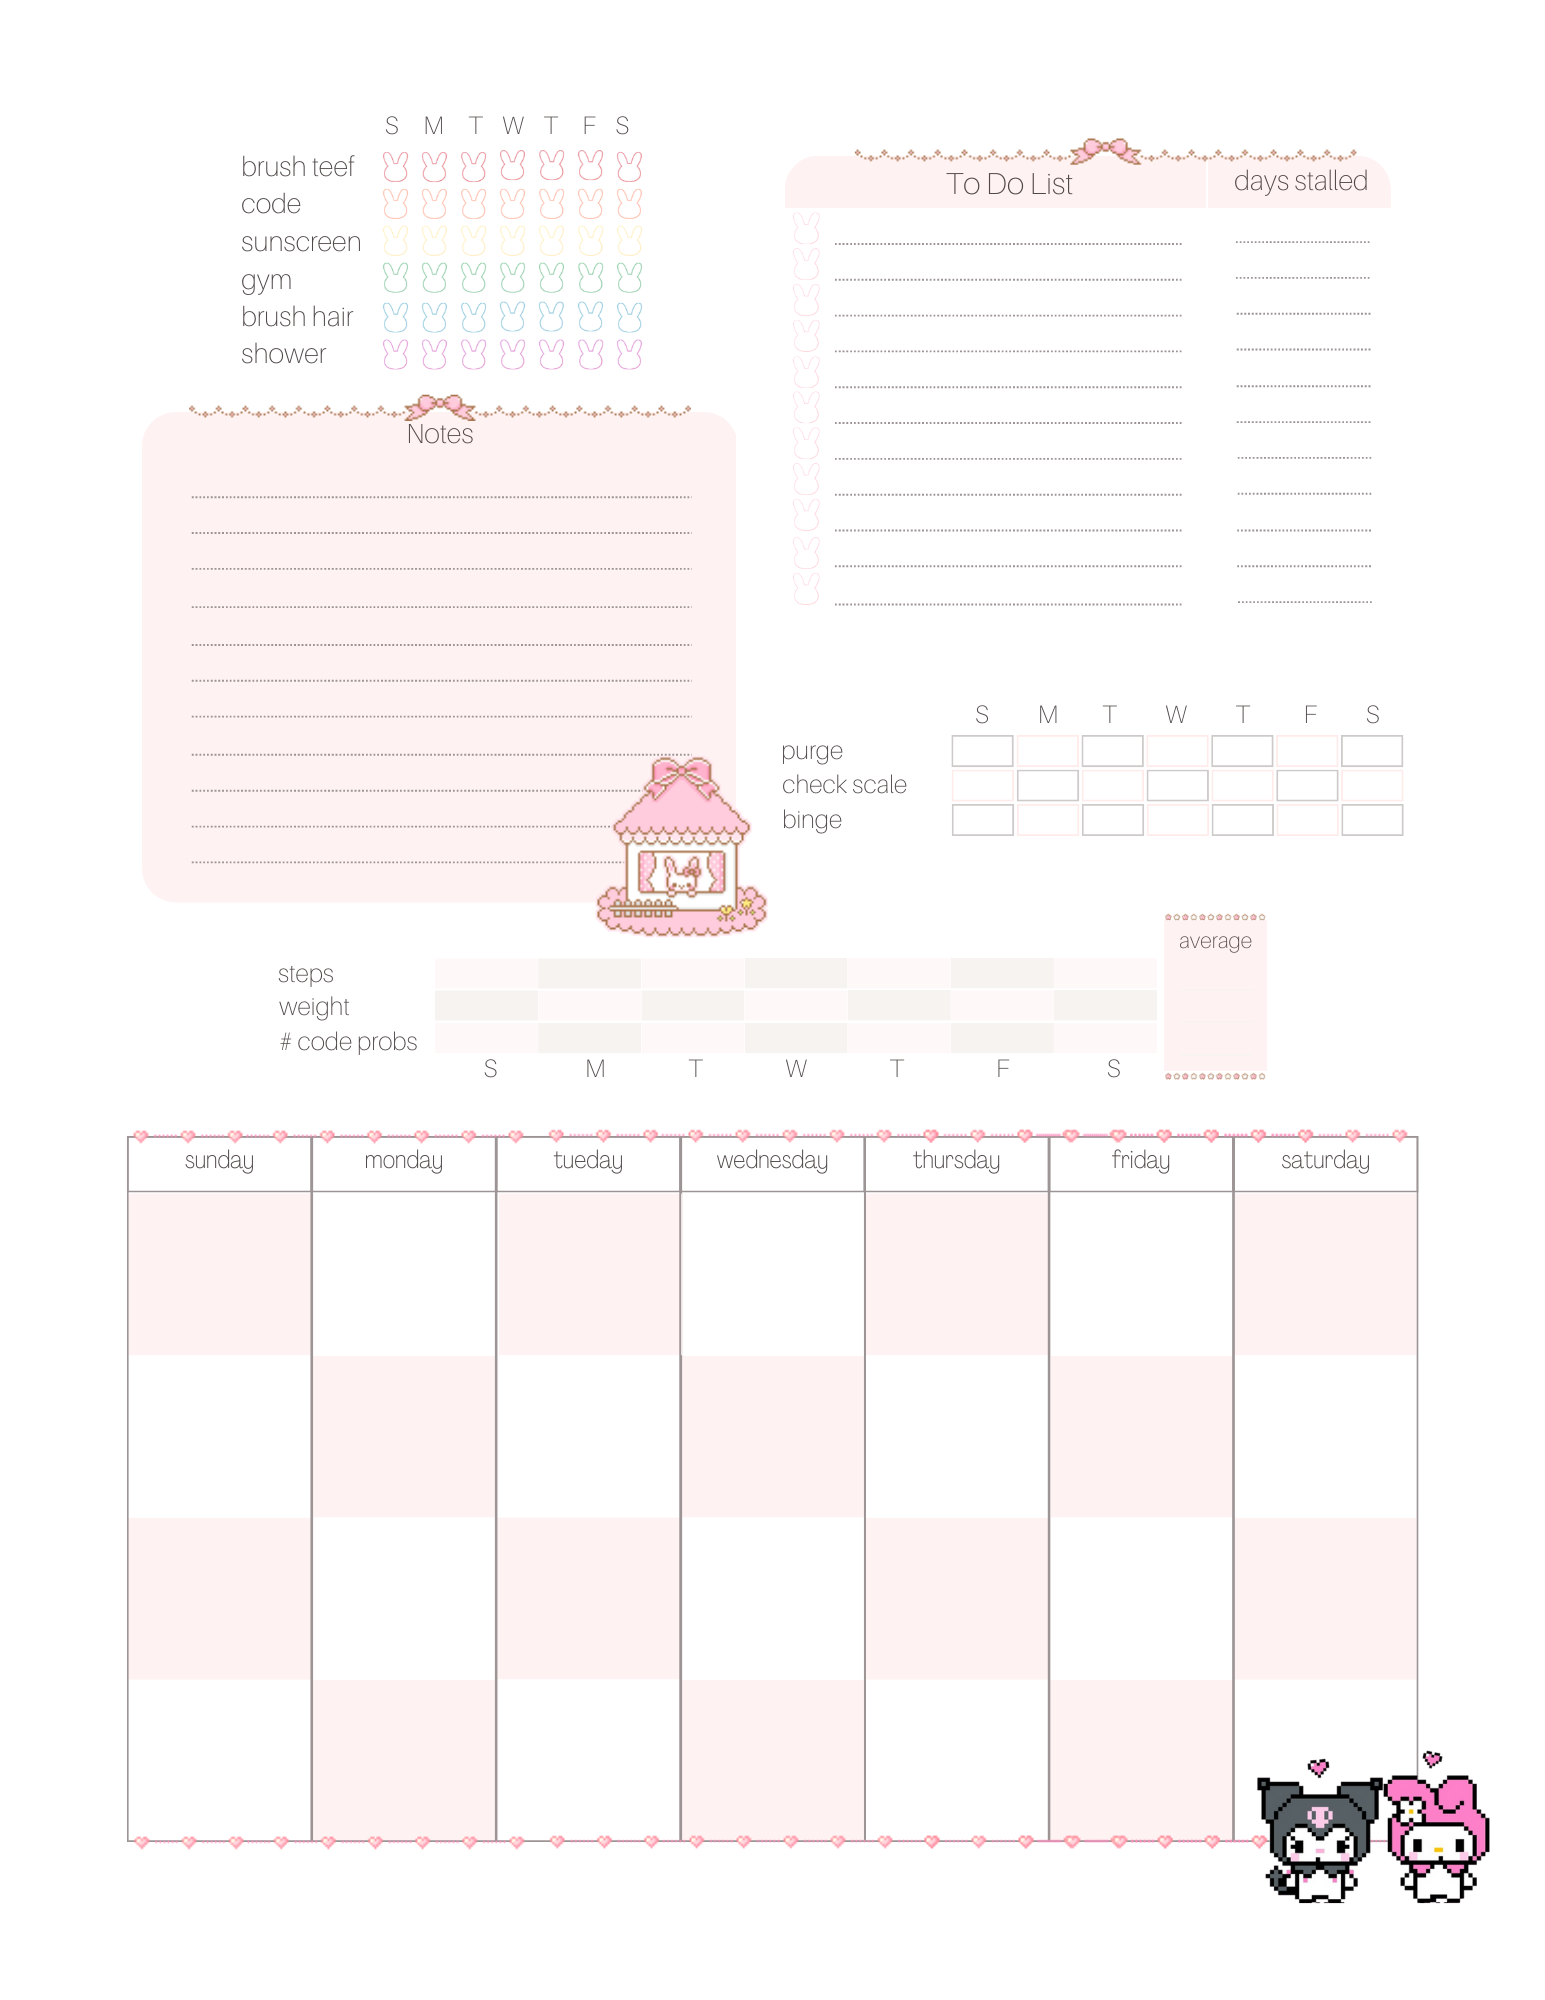 S M T W T F S
brush teef
code
sunscreen
gym
brush hair
shower
To Do List
days stalled
Notes
S M T W T F S
purge
check scale
binge
average
steps
weight
# code probs
S M T W T F S
sunday monday tueday wednesday thursday friday saturday